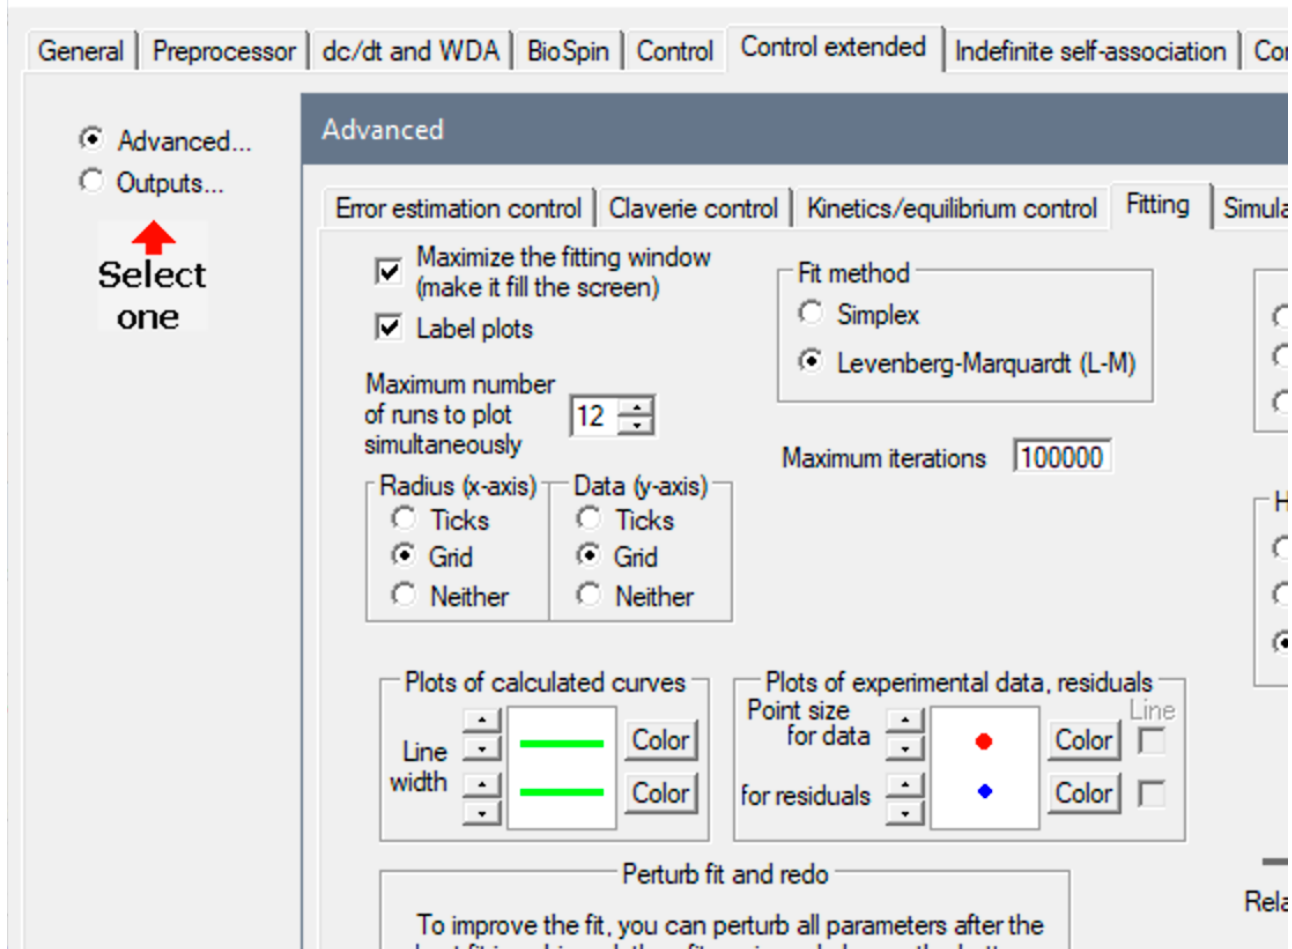 General Preprocessor dc/dt and WDA BioSpin Control Control extended Indefinite self-association
Advanced...
Outputs...
Select
one
Advanced
Error estimation control Claverie control Kinetics/equilibrium control Fitting
Maximize the fitting window
(make it fill the screen)
Label plots
Maximum number
of runs to plot
simultaneously
12
Fit method
Simplex
Levenberg-Marquardt (L-M)
Maximum iterations 100000
Radius (x-axis) Data (y-axis)
Ticks Ticks
Grid Grid
Neither Neither
Plots of calculated curves
Line
width
Color
Color
Plots of experimental data, residuals
Point size
for data
Line
Color
for residuals
Color
Perturb fit and redo
To improve the fit, you can perturb all parameters after the